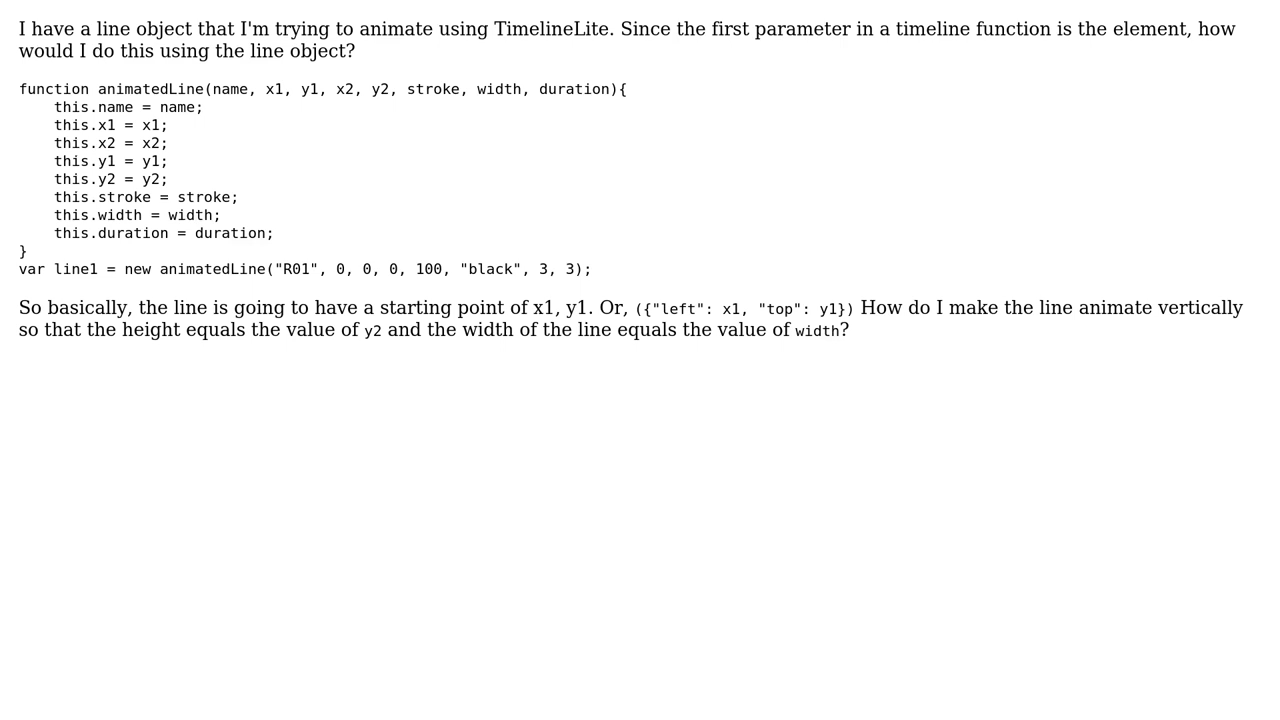 I have a line object that I'm trying to animate using TimelineLite. Since the first parameter in a timeline function is the element, how
would I do this using the line object?
function animatedLine(name, x1, y1, x2, y2, stroke, width, duration){
    this.name = name;
    this.x1 = x1;
    this.x2 = x2;
    this.y1 = y1;
    this.y2 = y2;
    this.stroke = stroke;
    this.width = width;
    this.duration = duration;
}
var line1 = new animatedLine("R01", 0, 0, 0, 100, "black", 3, 3);
So basically, the line is going to have a starting point of x1, y1. Or, ({"left": x1, "top": y1}) How do I make the line animate vertically
so that the height equals the value of y2 and the width of the line equals the value of width?